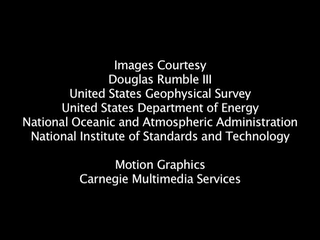 Images Courtesy
Douglas Rumble III
United States Geophysical Survey
United States Department of Energy
National Oceanic and Atmospheric Administration
National Institute of Standards and Technology
Motion Graphics
Carnegie Multimedia Services